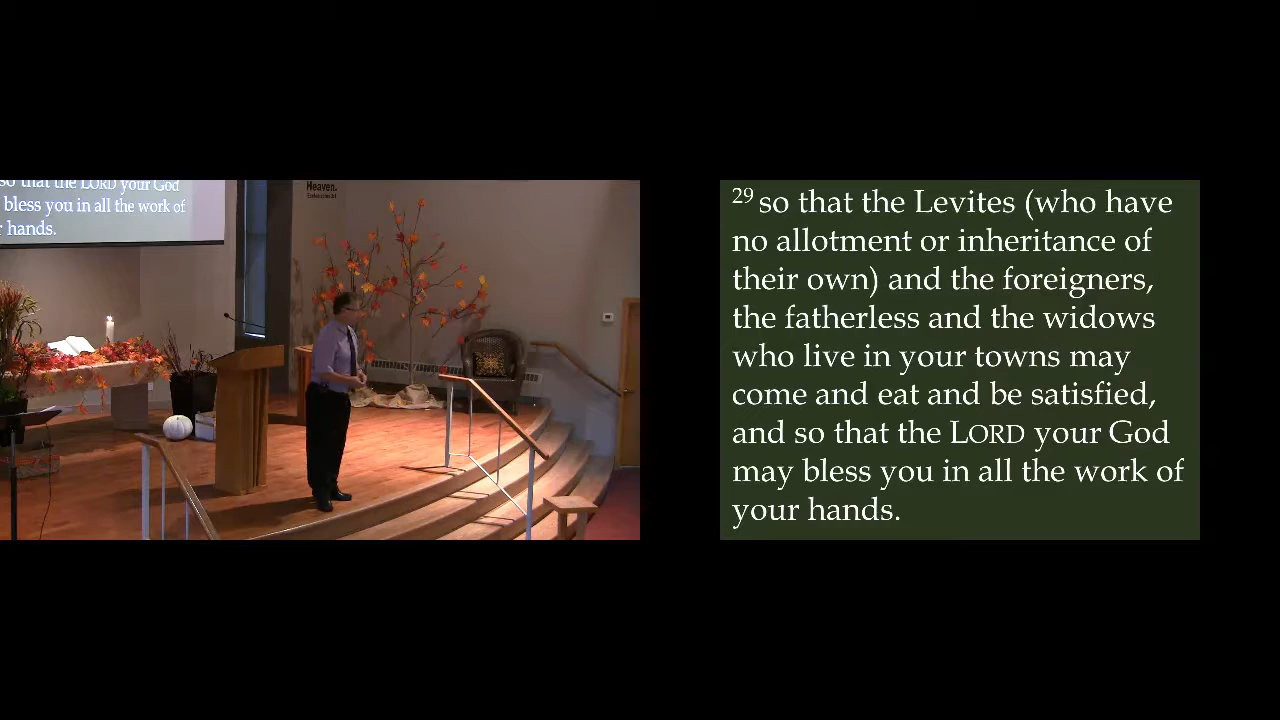 so that the LORD your God
bless you in all the work of
r hands.
Heaven.
29 so that the Levites (who have
no allotment or inheritance of
their own) and the foreigners,
the fatherless and the widows
who live in your towns may
come and eat and be satisfied,
and so that the LORD your God
may bless you in all the work of
your hands.